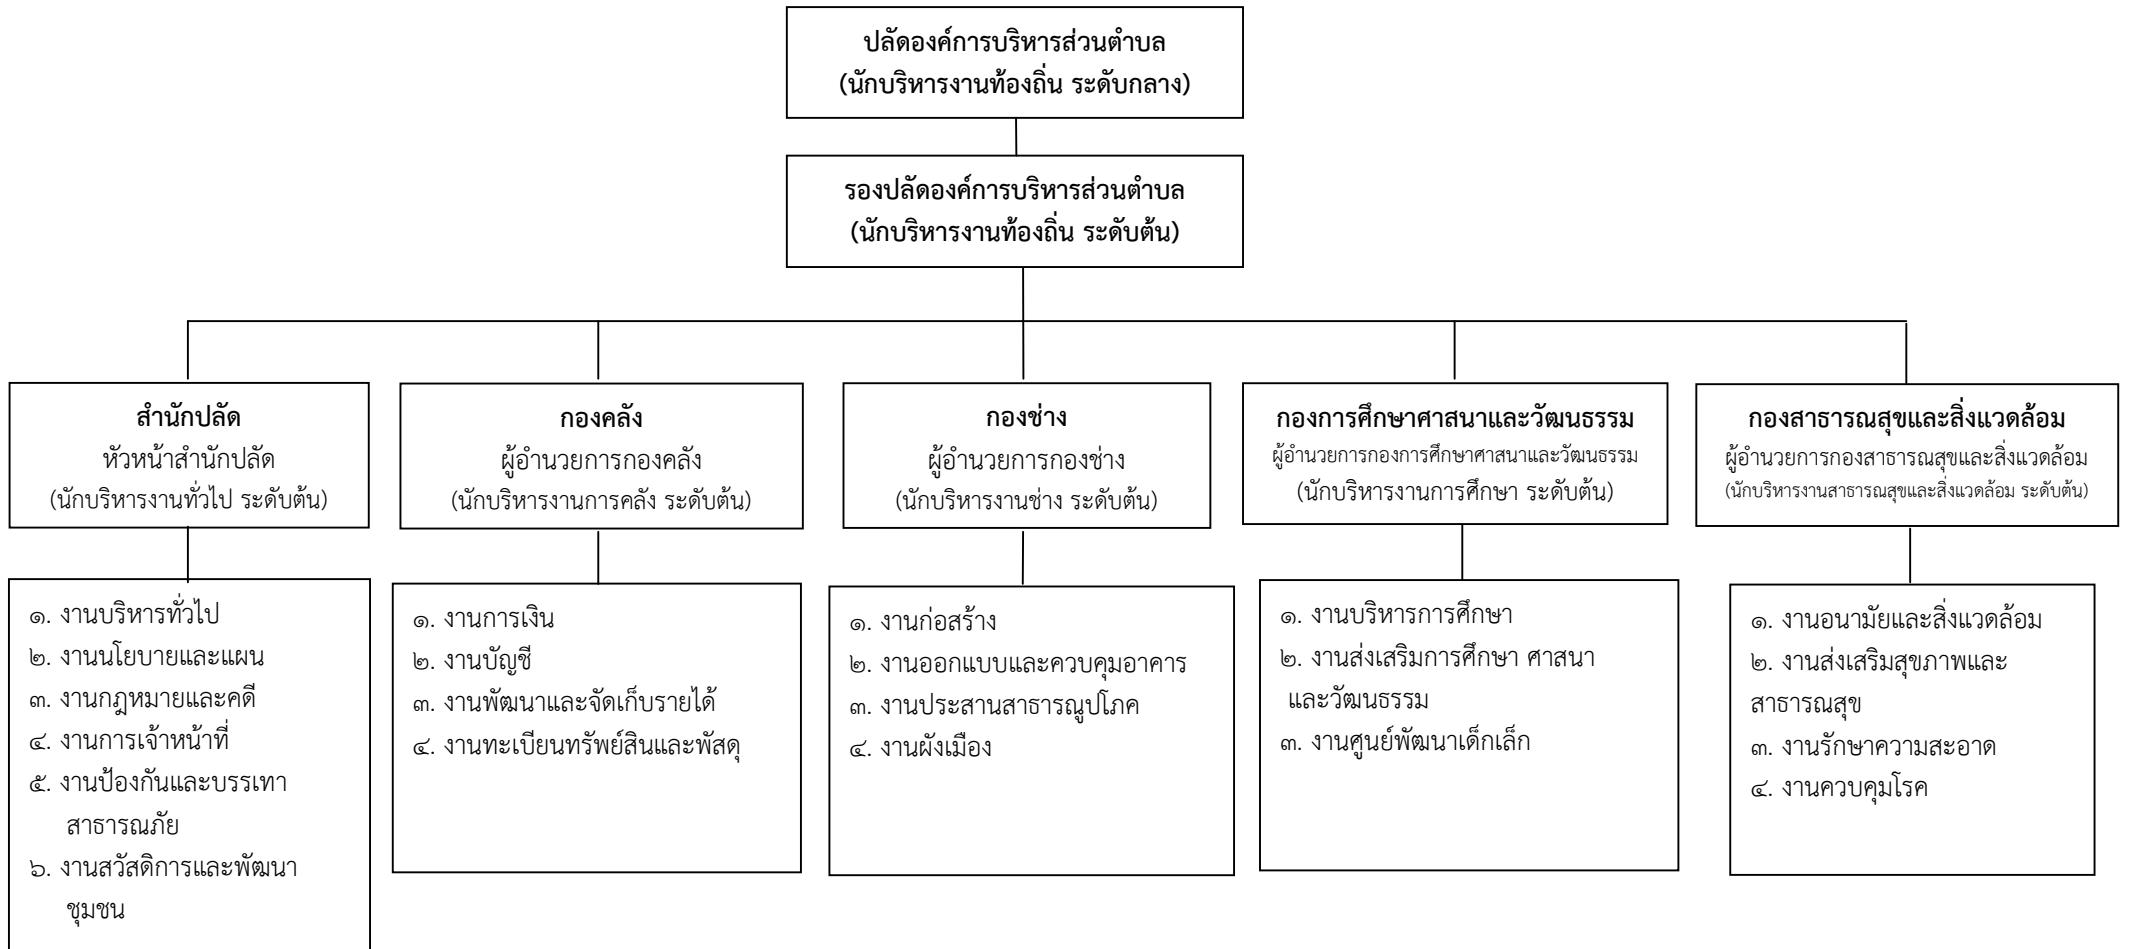 ปลัดองค์การบริหารส่วนตำบล
(นักบริหารงานท้องถิ่น ระดับกลาง)
รองปลัดองค์การบริหารส่วนตำบล
(นักบริหารงานท้องถิ่น ระดับต้น)
สำนักปลัด
หัวหน้าสำนักปลัด
(นักบริหารงานทั่วไป ระดับต้น)
กองคลัง
ผู้อำนวยการกองคลัง
(นักบริหารงานการคลัง ระดับต้น)
กองช่าง
ผู้อำนวยการกองช่าง
(นักบริหารงานช่าง ระดับต้น)
กองการศึกษาศาสนาและวัฒนธรรม
ผู้อำนวยการกองการศึกษาศาสนาและวัฒนธรรม
(นักบริหารงานการศึกษา ระดับต้น)
กองสาธารณสุขและสิ่งแวดล้อม
ผู้อำนวยการกองสาธารณสุขและสิ่งแวดล้อม
(นักบริหารงานสาธารณสุขและสิ่งแวดล้อม ระดับต้น)
๑. งานบริหารทั่วไป
๒. งานนโยบายและแผน
๓. งานกฎหมายและคดี
๔. งานการเจ้าหน้าที่
๕. งานป้องกันและบรรเทา
สาธารณภัย
๖. งานสวัสดิการและพัฒนา
ชุมชน
๑. งานการเงิน
๒. งานบัญชี
๓. งานพัฒนาและจัดเก็บรายได้
๔. งานทะเบียนทรัพย์สินและพัสดุ
๑. งานก่อสร้าง
๒. งานออกแบบและควบคุมอาคาร
๓. งานประสานสาธารณูปโภค
๔. งานผังเมือง
๑. งานบริหารการศึกษา
๒. งานส่งเสริมการศึกษา ศาสนา
และวัฒนธรรม
๓. งานศูนย์พัฒนาเด็กเล็ก
๑. งานอนามัยและสิ่งแวดล้อม
๒. งานส่งเสริมสุขภาพและ
สาธารณสุข
๓. งานรักษาความสะอาด
๔. งานควบคุมโรค